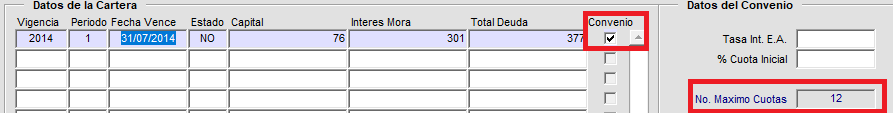 Datos de la Cartera
Vigencia Periodo Fecha Vence Estado Capital Interes Mora Total Deuda Convenio
2014 1 31/07/2014 NO 76 301 377
Datos del Convenio
Tasa Int. E.A.
% Cuota Inicial
No. Maximo Cuotas 12